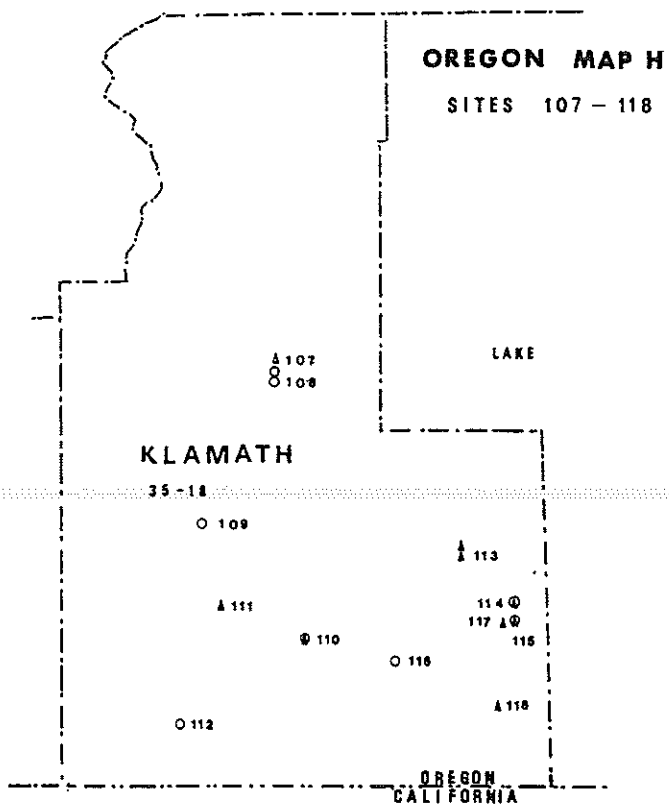 OREGON MAP H
SITES 107 – 118
107
108
LAKE
KLAMATH
35-18
109
113
111
114
117
110
115
116
118
112
OREGON
CALIFORNIA